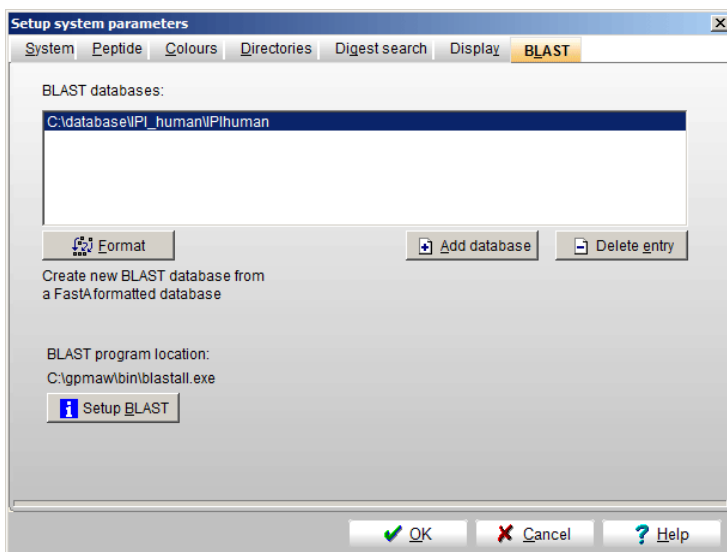 Setup system parameters
System Peptide Colours Directories Digest search Display BLAST
BLAST databases:
C:\database\IPI_human\IPIhuman
Format Add database Delete entry
Create new BLAST database from
a FastA formatted database
BLAST program location:
C:\gpmaw\bin\blastall.exe
Setup BLAST
OK Cancel Help